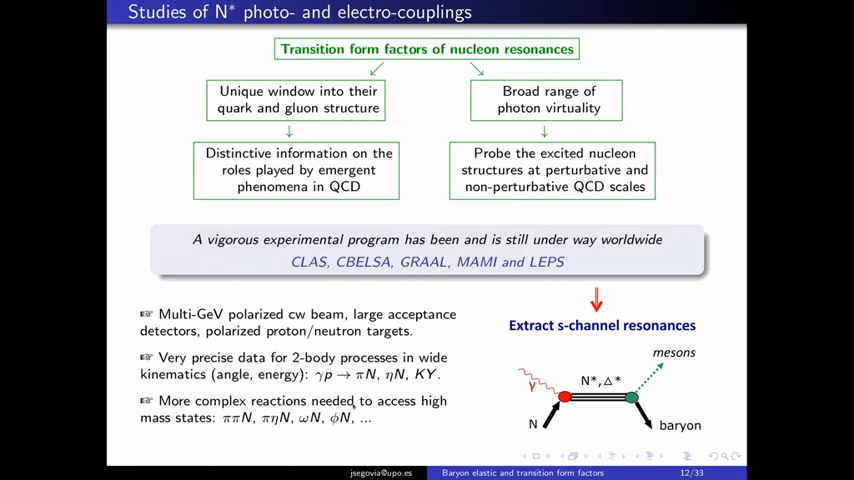 Studies of N* photo- and electro-couplings
Transition form factors of nucleon resonances
Unique window into their
quark and gluon structure
Broad range of
photon virtuality
Distinctive information on the
roles played by emergent
phenomena in QCD
Probe the excited nucleon
structures at perturbative and
non-perturbative QCD scales
A vigorous experimental program has been and is still under way worldwide
CLAS, CBELSA, GRAAL, MAMI and LEPS
☞ Multi-GeV polarized cw beam, large acceptance
detectors, polarized proton/neutron targets.
☞ Very precise data for 2-body processes in wide
kinematics (angle, energy): γp → πN, ηN, KY.
☞ More complex reactions needed to access high
mass states: ππN, πηN, ωN, φN, ...
Extract s-channel resonances
mesons
N*,Δ*
γ
N
baryon
jsegovia@upo.es
Baryon elastic and transition form factors
12/33